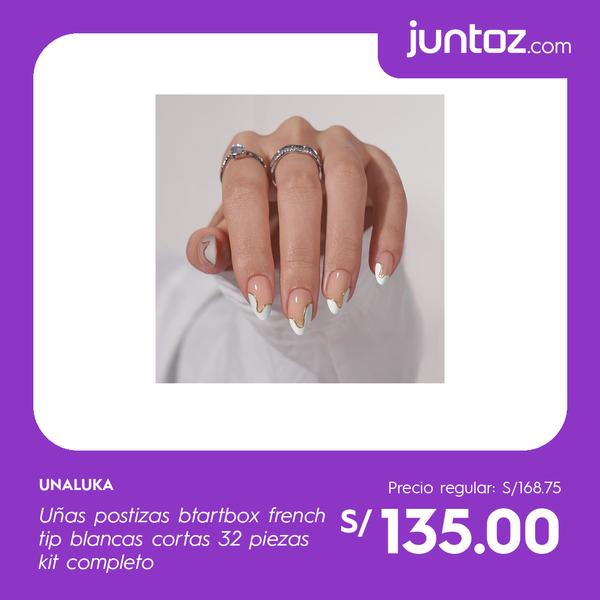 juntoz.com
UNALUKA
Uñas postizas btartbox french
tip blancas cortas 32 piezas
kit completo
Precio regular: S/168.75
S/135.00